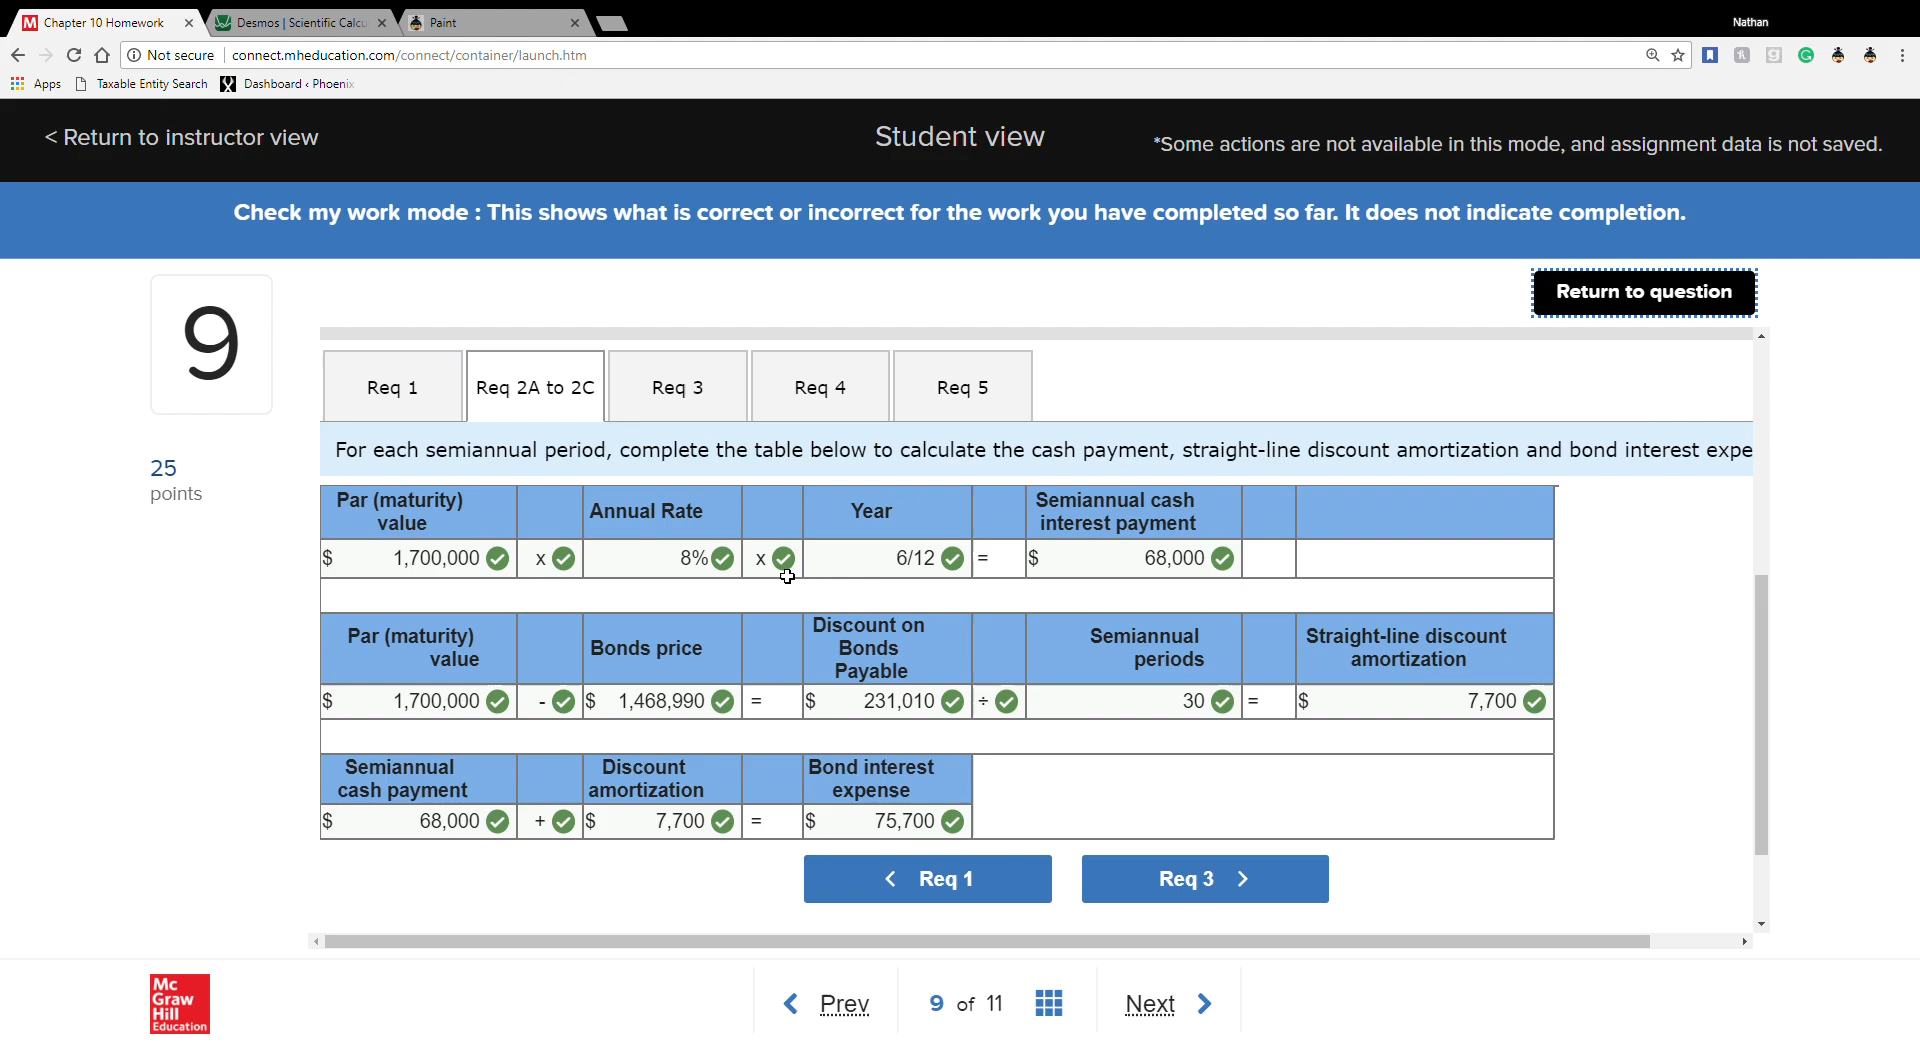 Chapter 10 Homework
Desmos | Scientific Calcu
Paint
Nathan
Not secure
connect.mheducation.com/connect/container/launch.htm
Apps
Taxable Entity Search
Dashboard ‹ Phoenix
< Return to instructor view
Student view
*Some actions are not available in this mode, and assignment data is not saved.
Check my work mode : This shows what is correct or incorrect for the work you have completed so far. It does not indicate completion.
9
25
points
Return to question
Req 1
Req 2A to 2C
Req 3
Req 4
Req 5
For each semiannual period, complete the table below to calculate the cash payment, straight-line discount amortization and bond interest expe
Par (maturity)
value
Annual Rate
Year
Semiannual cash
interest payment
$ 1,700,000 x 8% x 6/12 = $ 68,000
Par (maturity)
value
Bonds price
Discount on
Bonds
Payable
Semiannual
periods
Straight-line discount
amortization
$ 1,700,000 - $ 1,468,990 = $ 231,010 ÷ 30 = $ 7,700
Semiannual
cash payment
Discount
amortization
Bond interest
expense
$ 68,000 + $ 7,700 = $ 75,700
< Req 1
Req 3 >
Mc
Graw
Hill
Education
Prev
9 of 11
Next